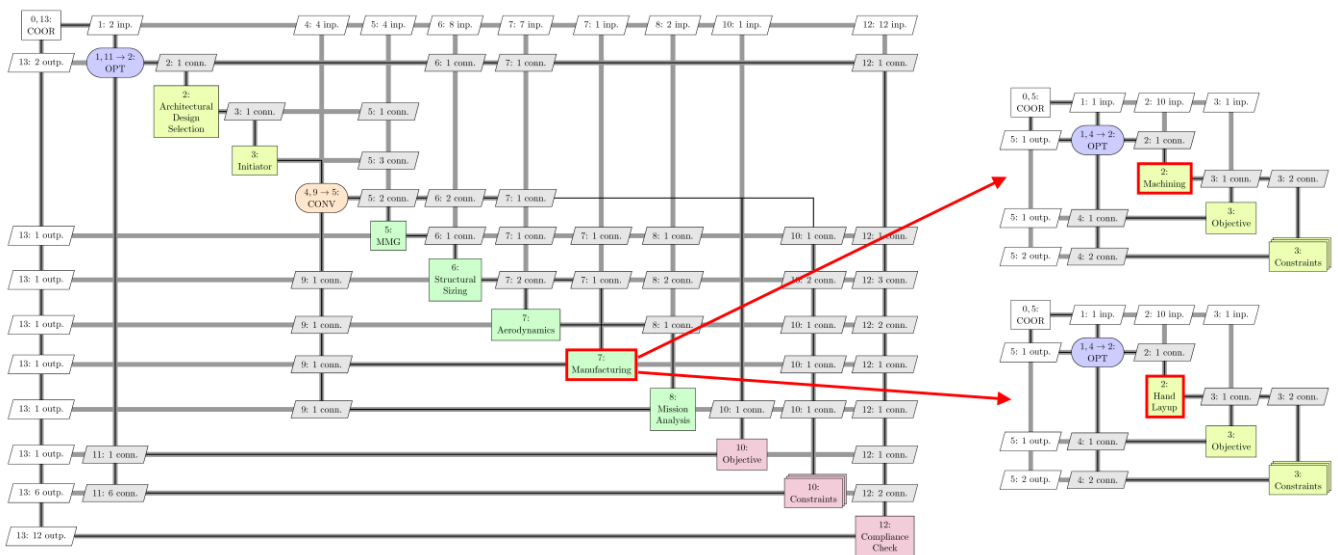 0, 13:
COOR
1: 2 inp.
4: 4 inp.
5: 4 inp.
6: 8 inp.
7: 7 inp.
7: 1 inp.
8: 2 inp.
10: 1 inp.
12: 12 inp.
13: 2 outp.
1, 11 → 2:
OPT
2: 1 conn.
6: 1 conn.
7: 1 conn.
12: 1 conn.
2:
Architectural
Design
Selection
3: 1 conn.
5: 1 conn.
3:
Initiator
5: 3 conn.
4, 9 → 5:
CONV
5: 2 conn.
6: 2 conn.
7: 1 conn.
13: 1 outp.
5:
MMG
6: 1 conn.
7: 1 conn.
7: 1 conn.
8: 1 conn.
10: 1 conn.
12: 1 conn.
13: 1 outp.
9: 1 conn.
6:
Structural
Sizing
7: 2 conn.
7: 1 conn.
8: 2 conn.
10: 2 conn.
12: 3 conn.
13: 1 outp.
9: 1 conn.
7:
Aerodynamics
8: 1 conn.
10: 1 conn.
12: 2 conn.
13: 1 outp.
9: 1 conn.
7:
Manufacturing
10: 1 conn.
12: 1 conn.
13: 1 outp.
9: 1 conn.
8:
Mission
Analysis
10: 1 conn.
10: 1 conn.
12: 1 conn.
13: 1 outp.
11: 1 conn.
10:
Objective
12: 1 conn.
13: 6 outp.
11: 6 conn.
10:
Constraints
12: 2 conn.
13: 12 outp.
12:
Compliance
Check
0, 5:
COOR
1: 1 inp.
2: 10 inp.
3: 1 inp.
5: 1 outp.
1, 4 → 2:
OPT
2: 1 conn.
2:
Machining
3: 1 conn.
3: 2 conn.
5: 1 outp.
4: 1 conn.
3:
Objective
5: 2 outp.
4: 2 conn.
3:
Constraints
0, 5:
COOR
1: 1 inp.
2: 10 inp.
3: 1 inp.
5: 1 outp.
1, 4 → 2:
OPT
2: 1 conn.
2:
Hand
Layup
3: 1 conn.
3: 2 conn.
5: 1 outp.
4: 1 conn.
3:
Objective
5: 2 outp.
4: 2 conn.
3:
Constraints